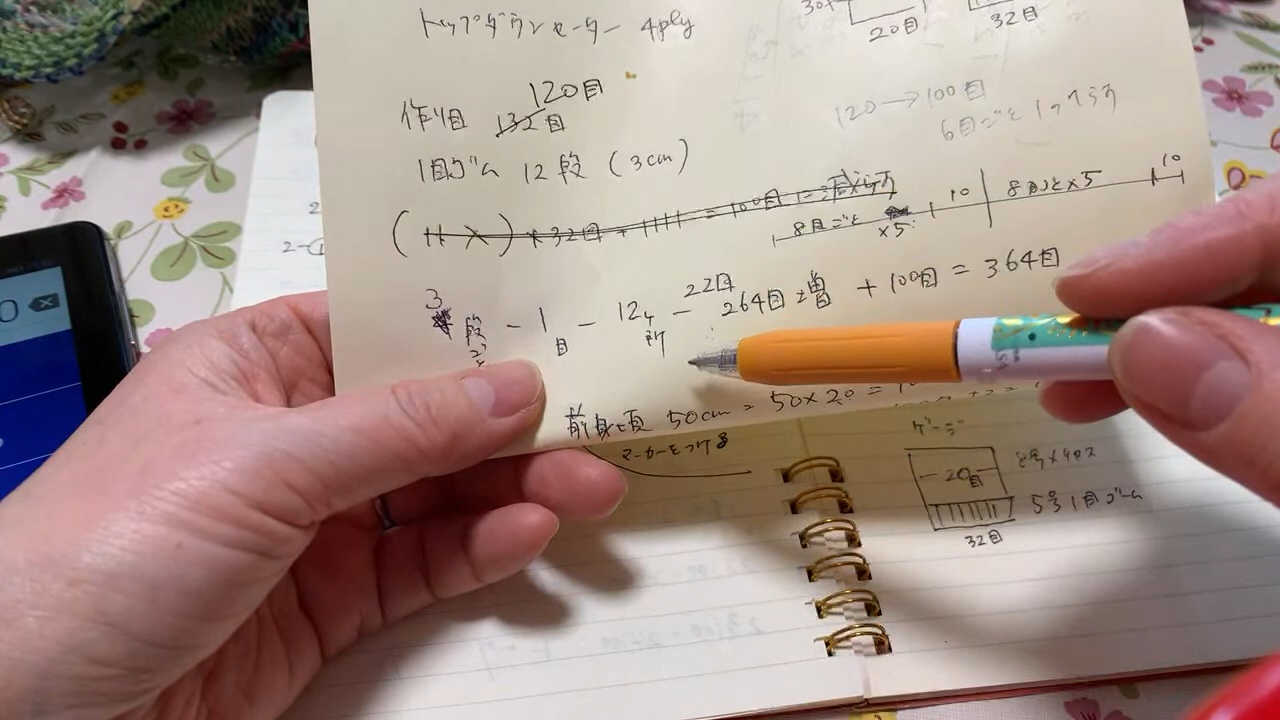 トップダウンセーター 4ply
20目
32目
120目
作り目 132目
120→100目
6目ごと1つへらす
1目ゴム 12段 (3cm)
8目ごと ×5
10
8目ごと×5
10
3段ごと - 1目 - 12ヶ所 - 22回
264目増 + 100目 = 364目
前身頃 50cm = 50×20 =
マーカーをつける
ゲージ
20目
8号×40段
5号1目ゴム
32目